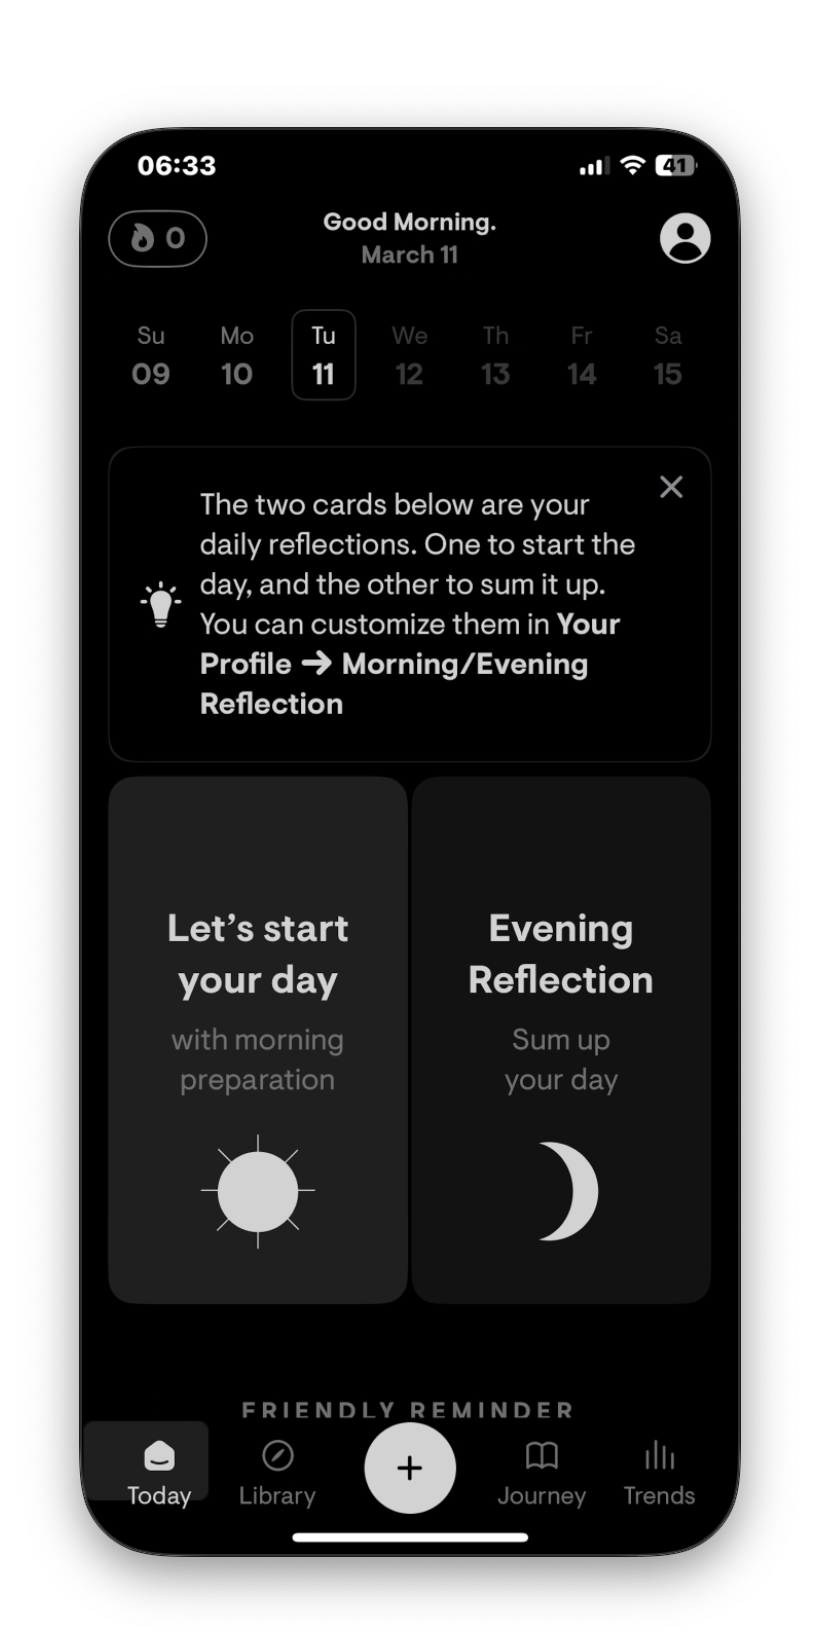 06:33
41
0
Good Morning.
March 11
Su Mo Tu We Th Fr Sa
09 10 11 12 13 14 15
The two cards below are your
daily reflections. One to start the
day, and the other to sum it up.
You can customize them in Your
Profile → Morning/Evening
Reflection
Let’s start
your day
with morning
preparation
Evening
Reflection
Sum up
your day
FRIENDLY REMINDER
Today Library + Journey Trends